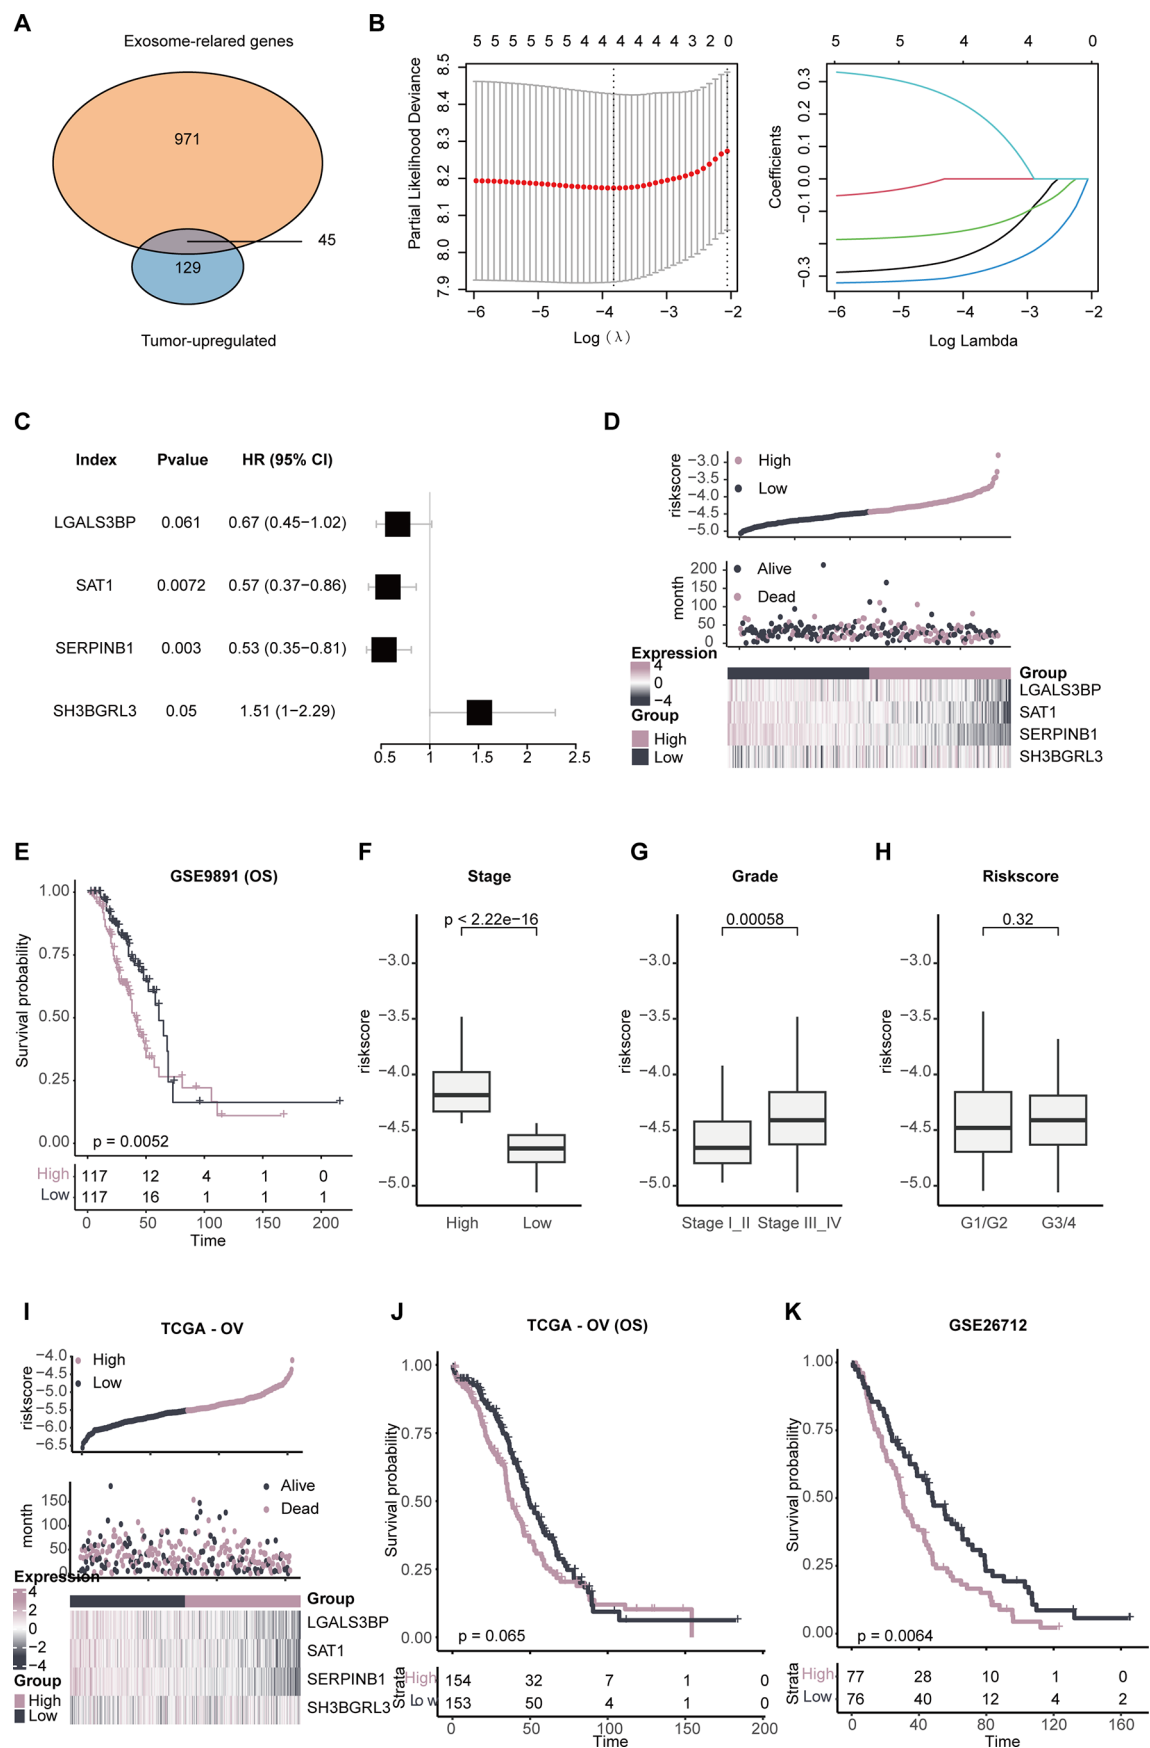 A
Exosome-relared genes
971
45
129
Tumor-upregulated
B
5 5 5 5 5 5 4 4 4 4 4 4 3 2 0
Partial Likelihood Deviance
8.5
8.4
8.3
8.2
8.1
8.0
7.9
−6 −5 −4 −3 −2
Log (λ)
5 5 4 4 0
Coefficients
0.3
0.2
0.1
0.0
-0.1
-0.3
−6 −5 −4 −3 −2
Log Lambda
C
Index Pvalue HR (95% CI)
LGALS3BP 0.061 0.67 (0.45−1.02)
SAT1 0.0072 0.57 (0.37−0.86)
SERPINB1 0.003 0.53 (0.35−0.81)
SH3BGRL3 0.05 1.51 (1−2.29)
0.5 1 1.5 2 2.5
D
riskscore
−3.0
−3.5
−4.0
−4.5
−5.0
High
Low
month
200
150
100
50
0
Alive
Dead
Expression
4
0
−4
Group
High
Low
Group
LGALS3BP
SAT1
SERPINB1
SH3BGRL3
E
GSE9891 (OS)
Survival probability
1.00
0.75
0.50
0.25
0.00
p = 0.0052
High 117 12 4 1 0
Low 117 16 1 1 1
0 50 100 150 200
Time
F
Stage
p < 2.22e−16
riskscore
−3.0
−3.5
−4.0
−4.5
−5.0
High Low
G
Grade
0.00058
riskscore
−3.0
−3.5
−4.0
−4.5
−5.0
Stage I_II Stage III_IV
H
Riskscore
0.32
riskscore
−3.0
−3.5
−4.0
−4.5
−5.0
G1/G2 G3/4
I
TCGA - OV
riskscore
−4.0
−4.5
−5.0
−5.5
−6.0
−6.5
High
Low
month
150
100
50
0
Alive
Dead
Expression
4
2
0
−2
−4
Group
High
Low
Group
LGALS3BP
SAT1
SERPINB1
SH3BGRL3
J
TCGA - OV (OS)
Survival probability
1.00
0.75
0.50
0.25
0.00
p = 0.065
Strata
High 154 32 7 1 0
Low 153 50 4 1 0
0 50 100 150 200
Time
K
GSE26712
Survival probability
1.00
0.75
0.50
0.25
0.00
p = 0.0064
Strata
High 77 28 10 1 0
Low 76 40 12 4 2
0 40 80 120 160
Time